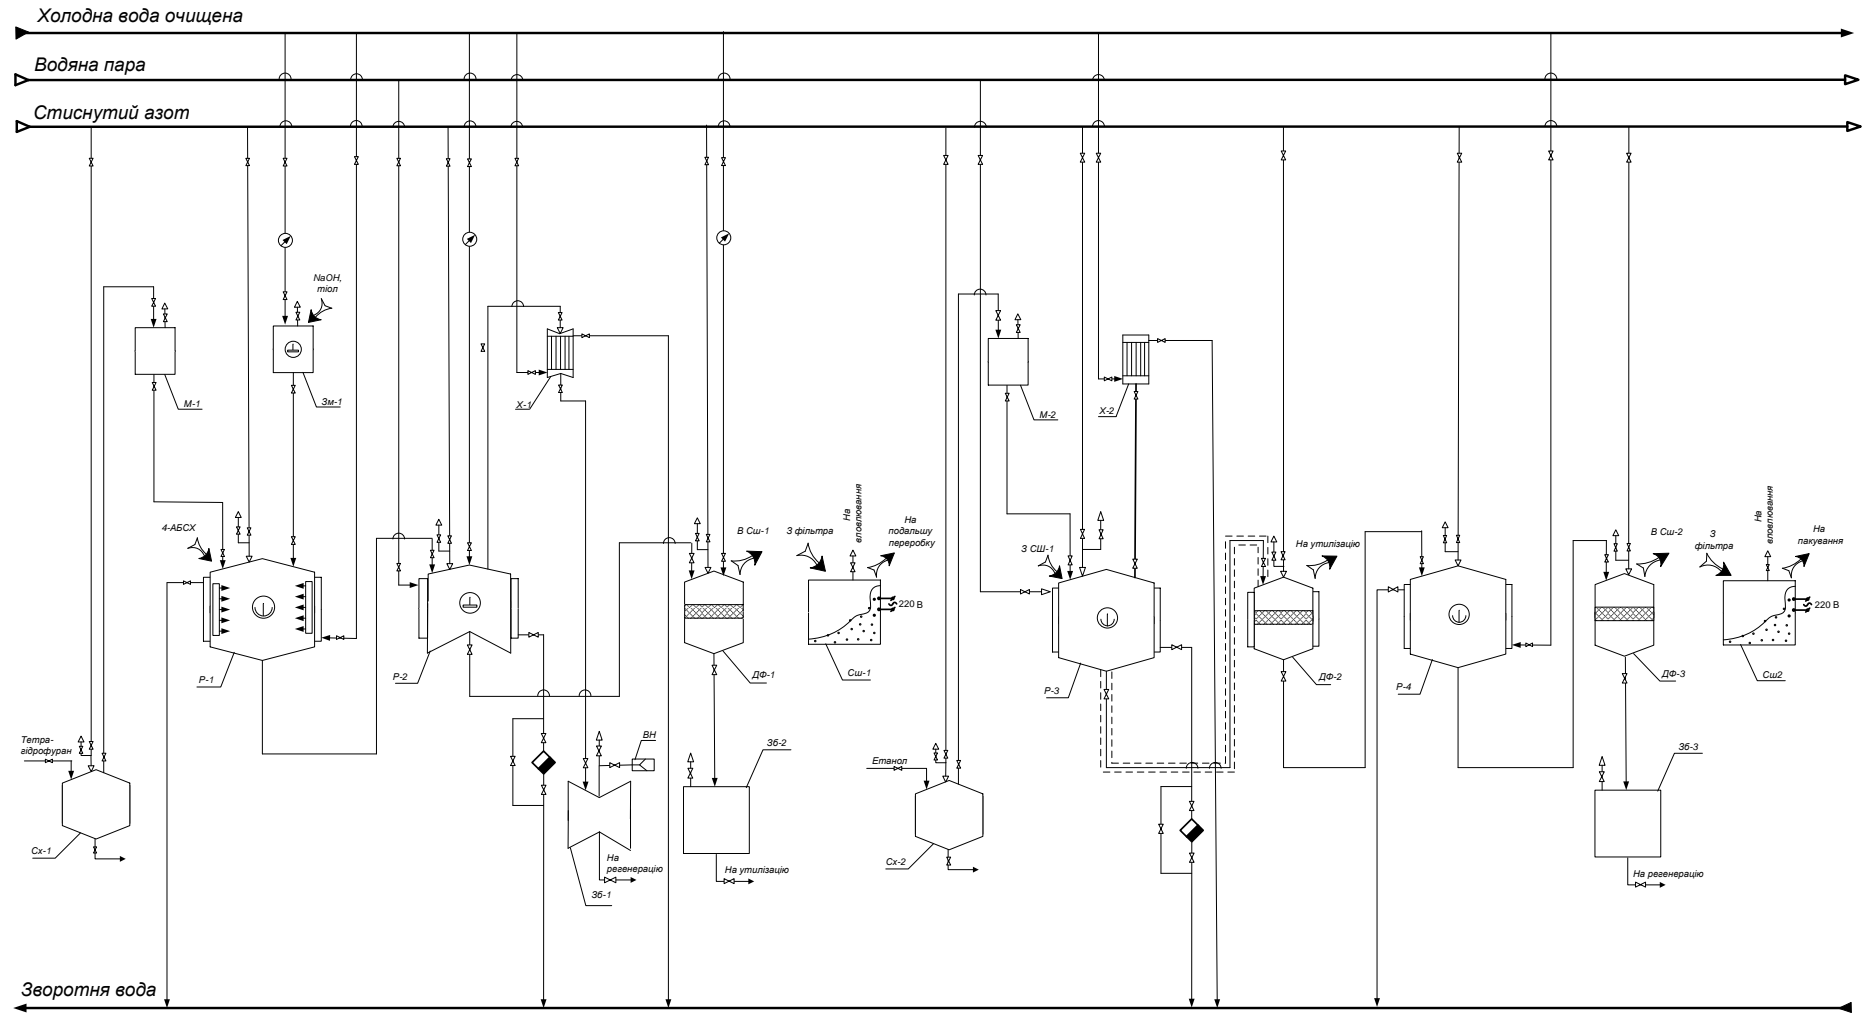 Холодна вода очищена
Водяна пара
Стиснутий азот
NaOH,
тіол
М-1
Зм-1
Х-1
М-2
Х-2
4-АБСХ
В Сш-1
З фільтра
На
вловлювання
На
подальшу
переробку
220 В
З СШ-1
На утилізацію
В Сш-2
З
фільтра
На
вловлювання
На
пакування
220 В
Р-1
Р-2
ДФ-1
Сш-1
Р-3
ДФ-2
Р-4
ДФ-3
Сш2
Тетра-
гідрофуран
ВН
Зб-2
Етанол
Зб-3
Сх-1
На
регенерацію
Зб-1
На утилізацію
Сх-2
На регенерацію
Зворотня вода